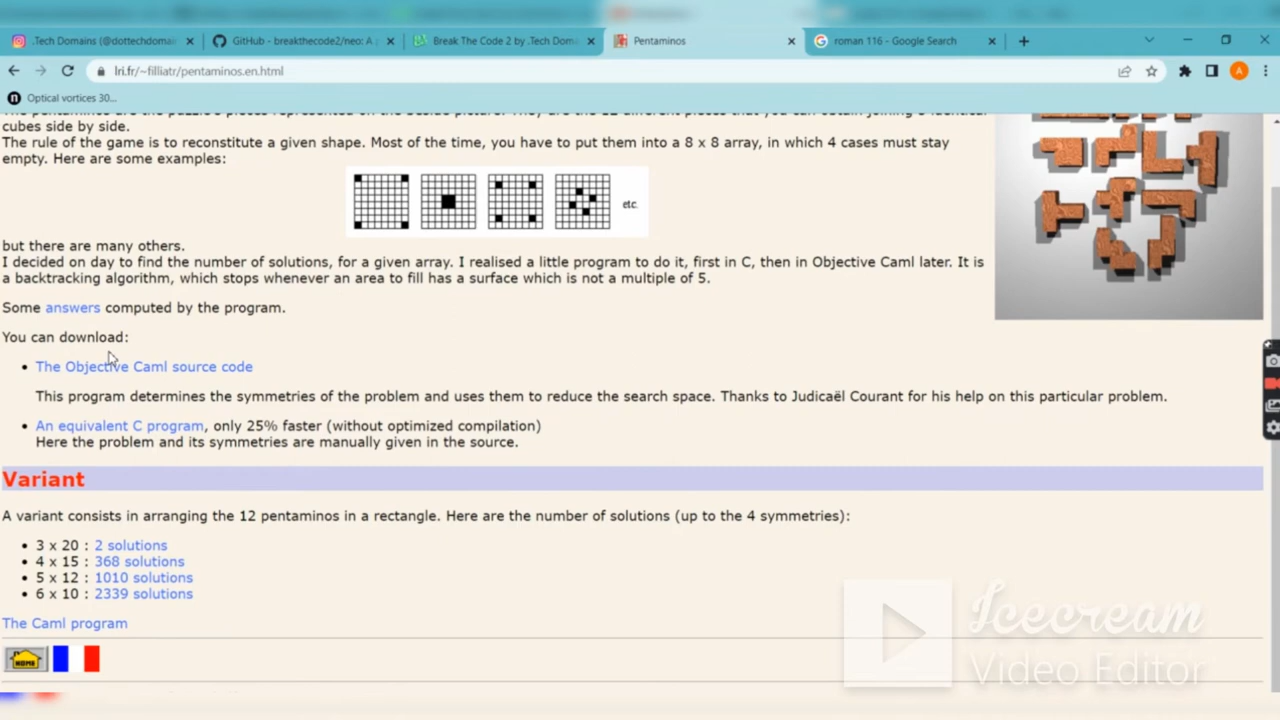 .Tech Domains (@dottechdomai
GitHub - breakthecode2/neo: A
Break The Code 2 by .Tech Dom
Pentaminos
roman 116 - Google Search
lri.fr/~filliatr/pentaminos.en.html
A
n
Optical vortices 30...
cubes side by side.
The rule of the game is to reconstitute a given shape. Most of the time, you have to put them into a 8 x 8 array, in which 4 cases must stay
empty. Here are some examples:
etc.
but there are many others.
I decided on day to find the number of solutions, for a given array. I realised a little program to do it, first in C, then in Objective Caml later. It is
a backtracking algorithm, which stops whenever an area to fill has a surface which is not a multiple of 5.
Some answers computed by the program.
You can download:
• The Objective Caml source code
This program determines the symmetries of the problem and uses them to reduce the search space. Thanks to Judicaël Courant for his help on this particular problem.
• An equivalent C program, only 25% faster (without optimized compilation)
Here the problem and its symmetries are manually given in the source.
Variant
A variant consists in arranging the 12 pentaminos in a rectangle. Here are the number of solutions (up to the 4 symmetries):
• 3 x 20 : 2 solutions
• 4 x 15 : 368 solutions
• 5 x 12 : 1010 solutions
• 6 x 10 : 2339 solutions
The Caml program
HOME
Icecream
Video Editor